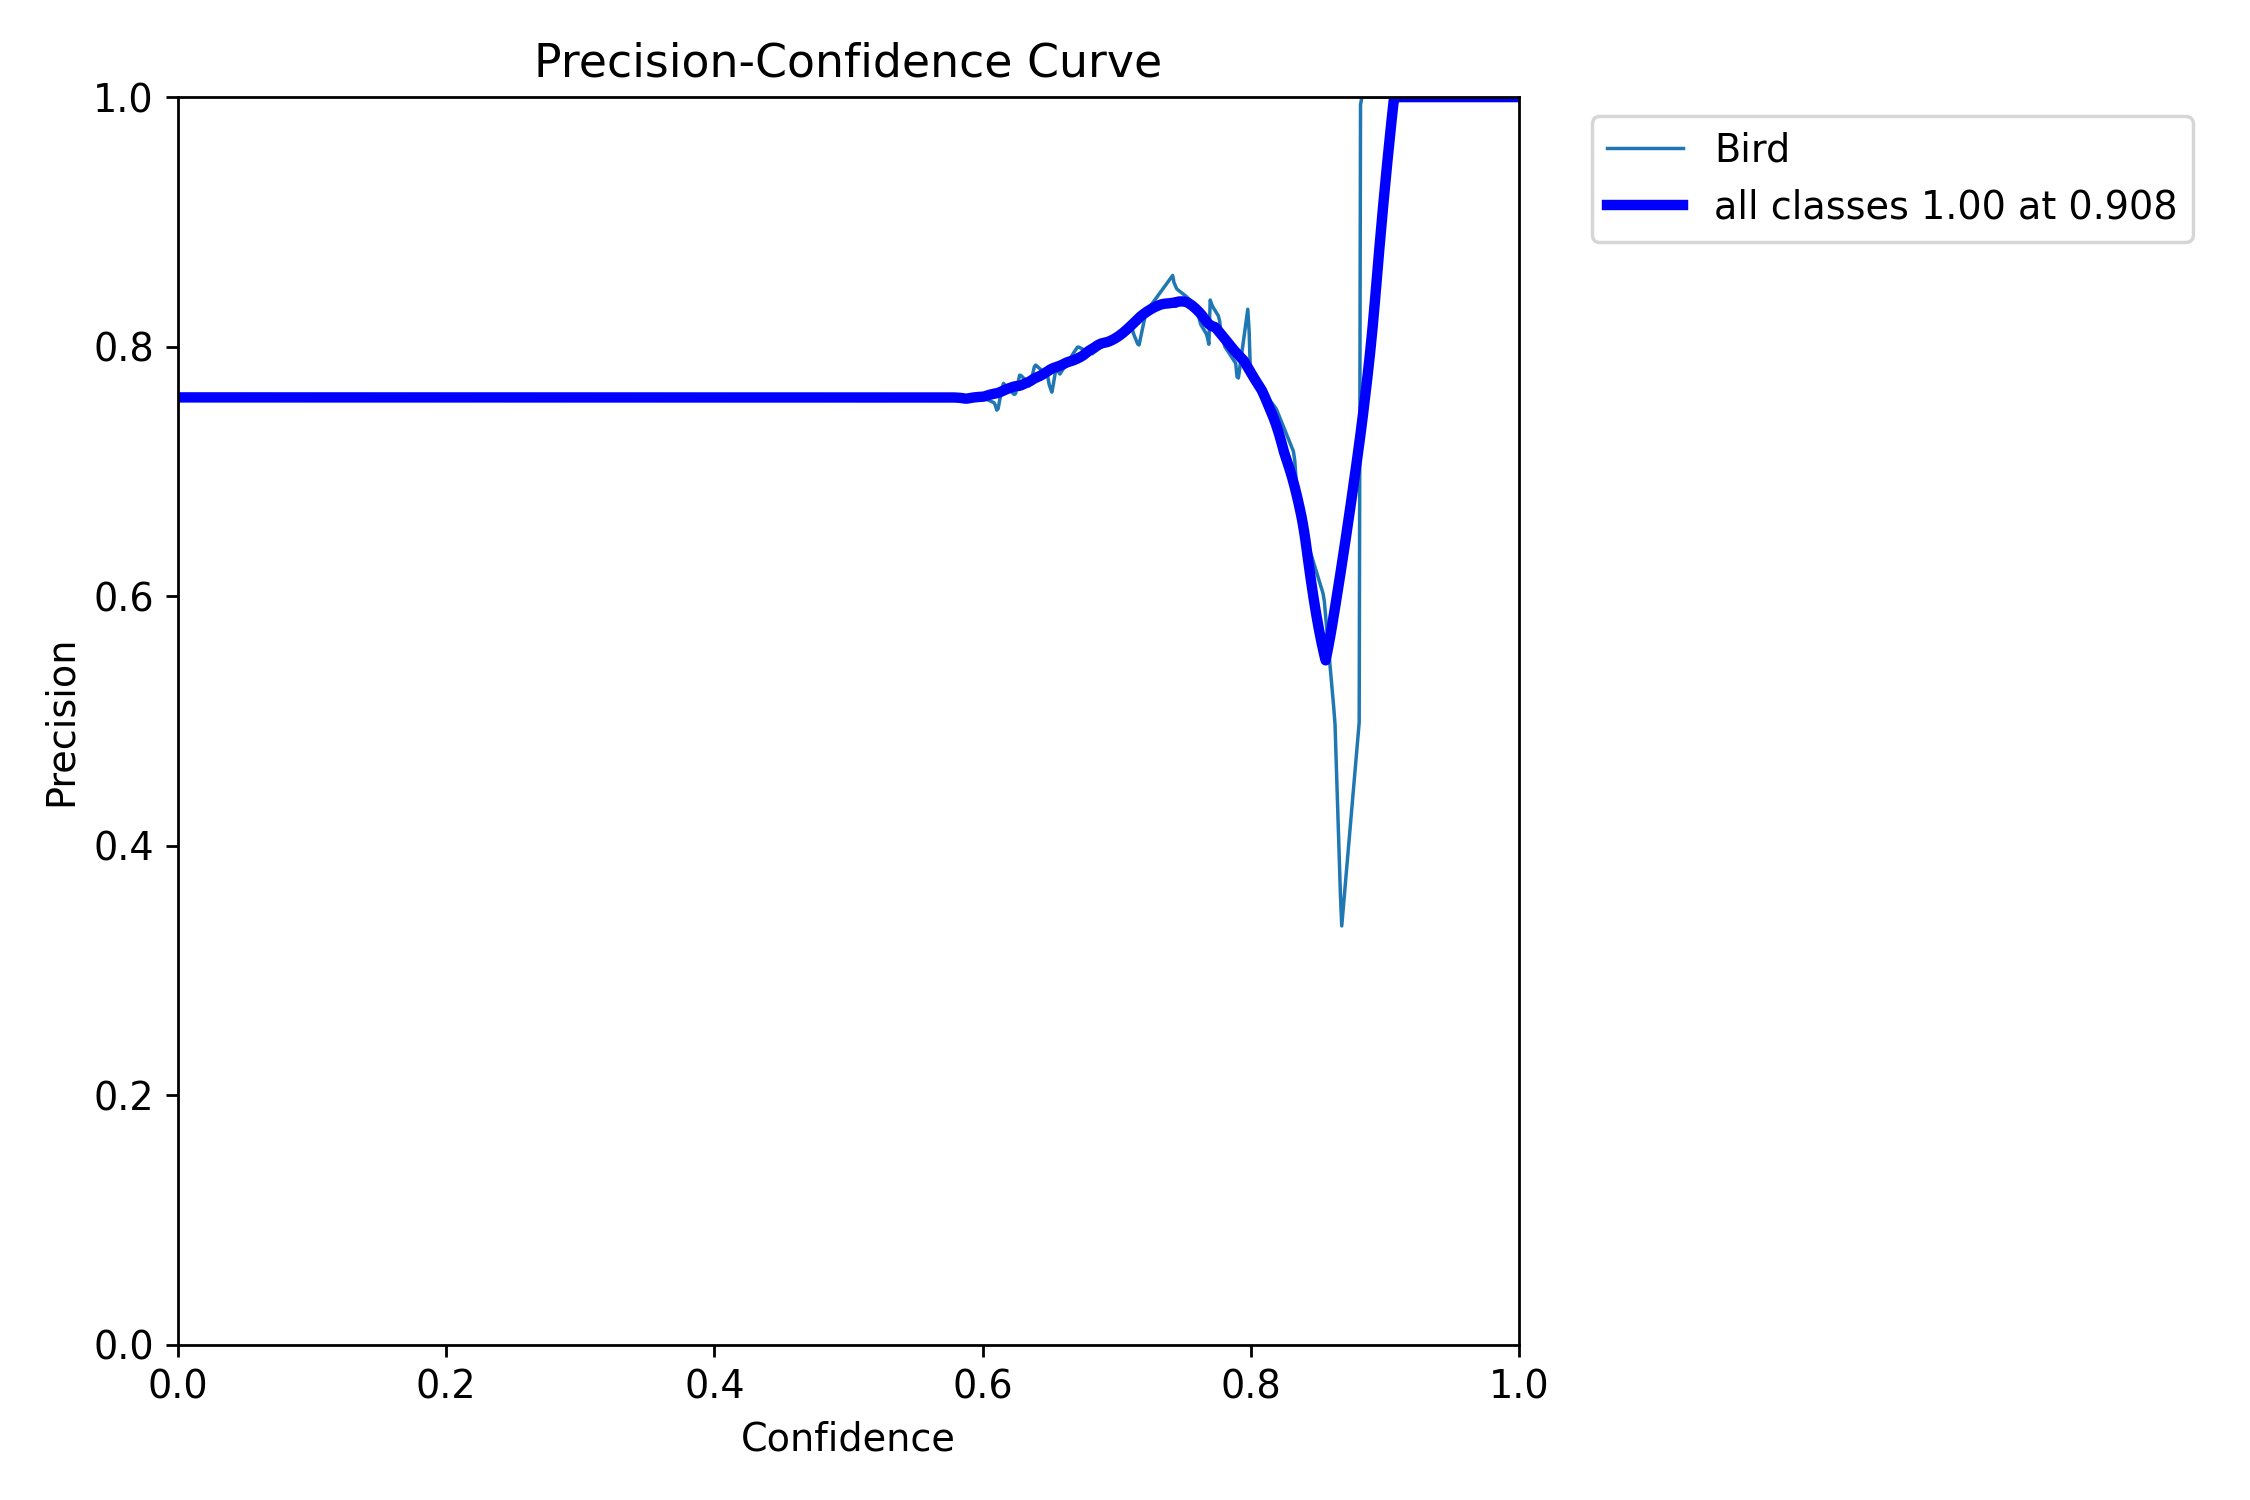 Precision-Confidence Curve
Bird
all classes 1.00 at 0.908
1.0
0.8
0.6
0.4
0.2
0.0
Precision
0.0 0.2 0.4 0.6 0.8 1.0
Confidence